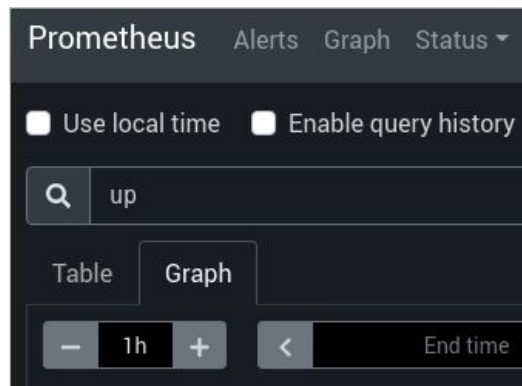 Prometheus Alerts Graph Status
Use local time Enable query history
up
Table Graph
− 1h + < End time